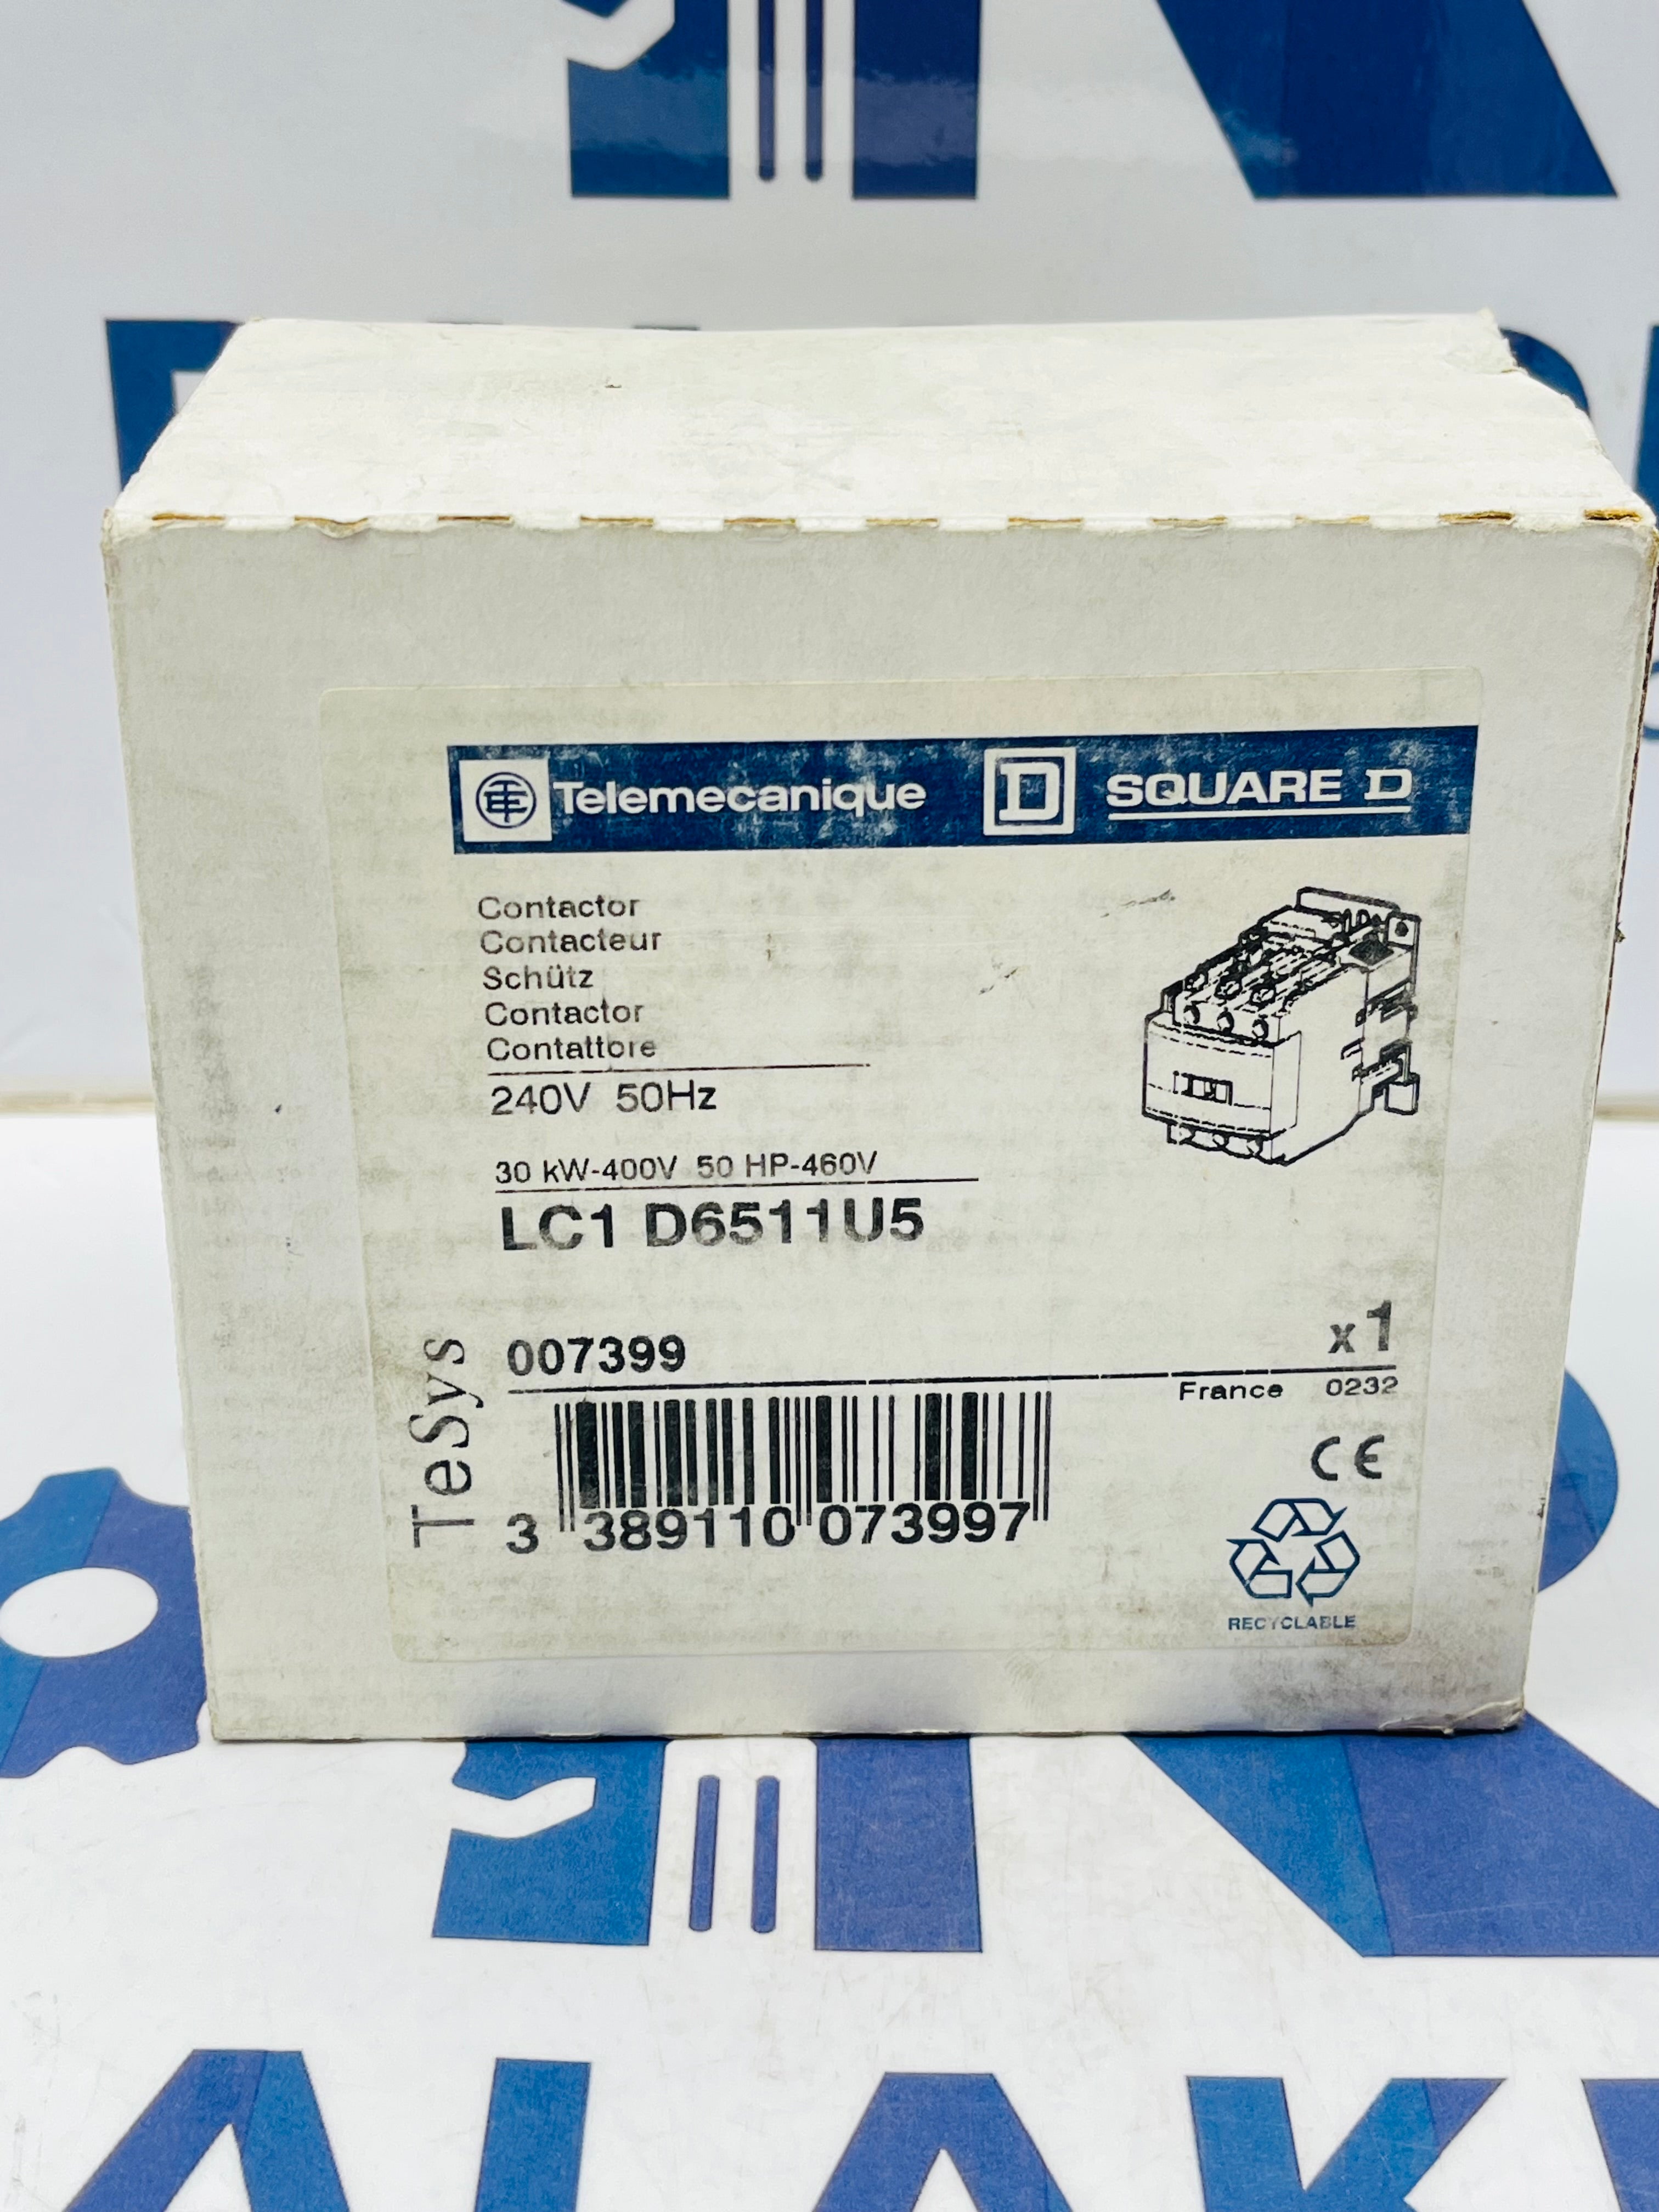 Telemecanique SQUARE D
Contactor
Contacteur
Schütz
Contactor
Contattore
240V 50Hz
30 kW-400V 50 HP-460V
LC1 D6511U5
TeSys
007399
x1
France 0232
3 389110 073997
CE
RECYCLABLE